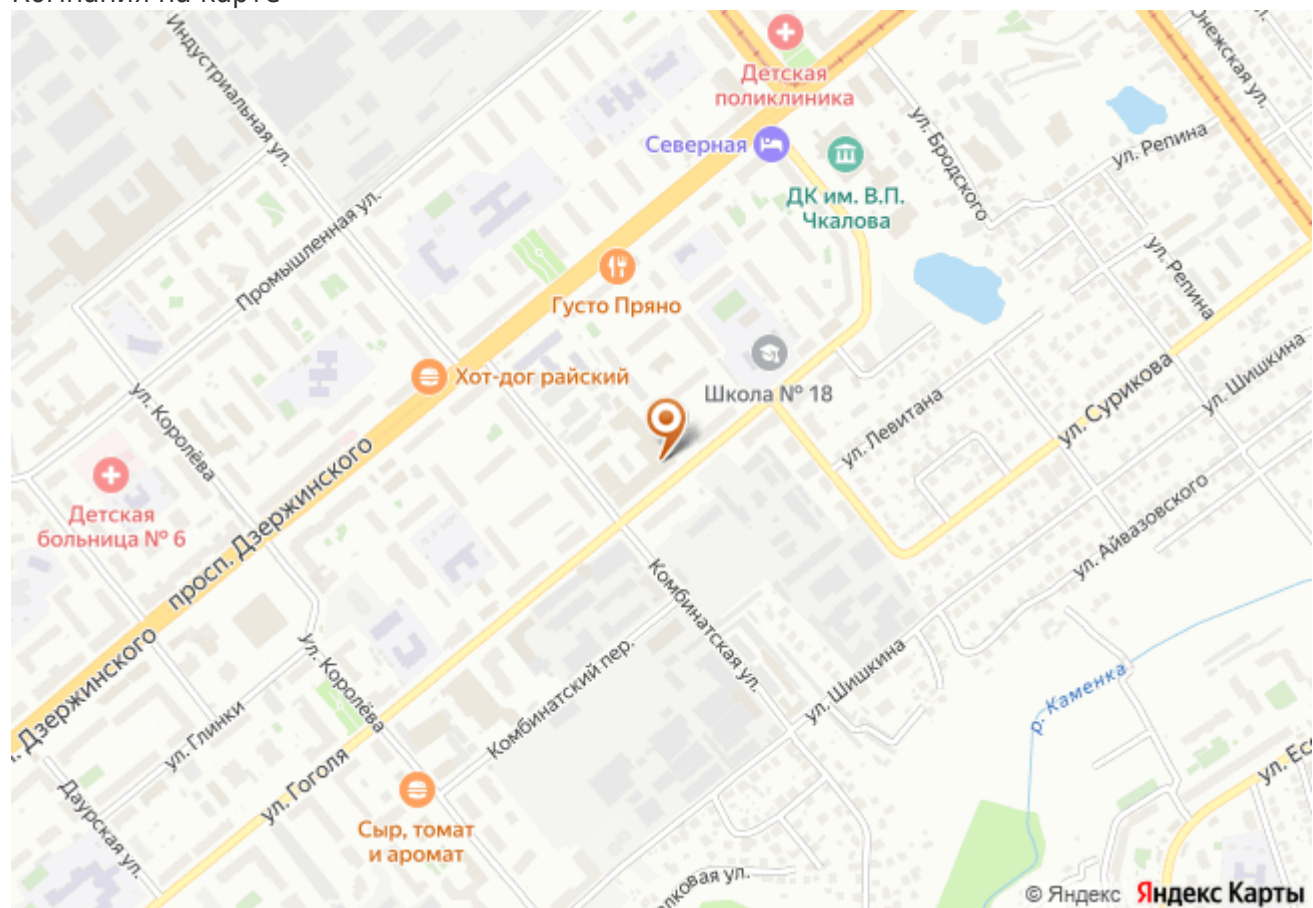 Компания на карте
Индустриальная ул.
Детская
поликлиника
Онежская ул.
ул. Бродского
ул. Репина
Северная
ДК им. В.П.
Чкалова
Промышленная ул.
ул. Репина
Густо Пряно
Хот-дог райский
Школа № 18
ул. Королёва
ул. Левитана
ул. Сурикова
ул. Шишкина
Детская
больница № 6
просп. Дзержинского
ул. Айвазовского
Комбинатская ул.
Дзержинского
ул. Королёва
Комбинатский пер.
ул. Шишкина
р. Каменка
ул. Глинки
ул. Гоголя
Даурская ул.
Сыр, томат
и аромат
© Яндекс Яндекс Карты